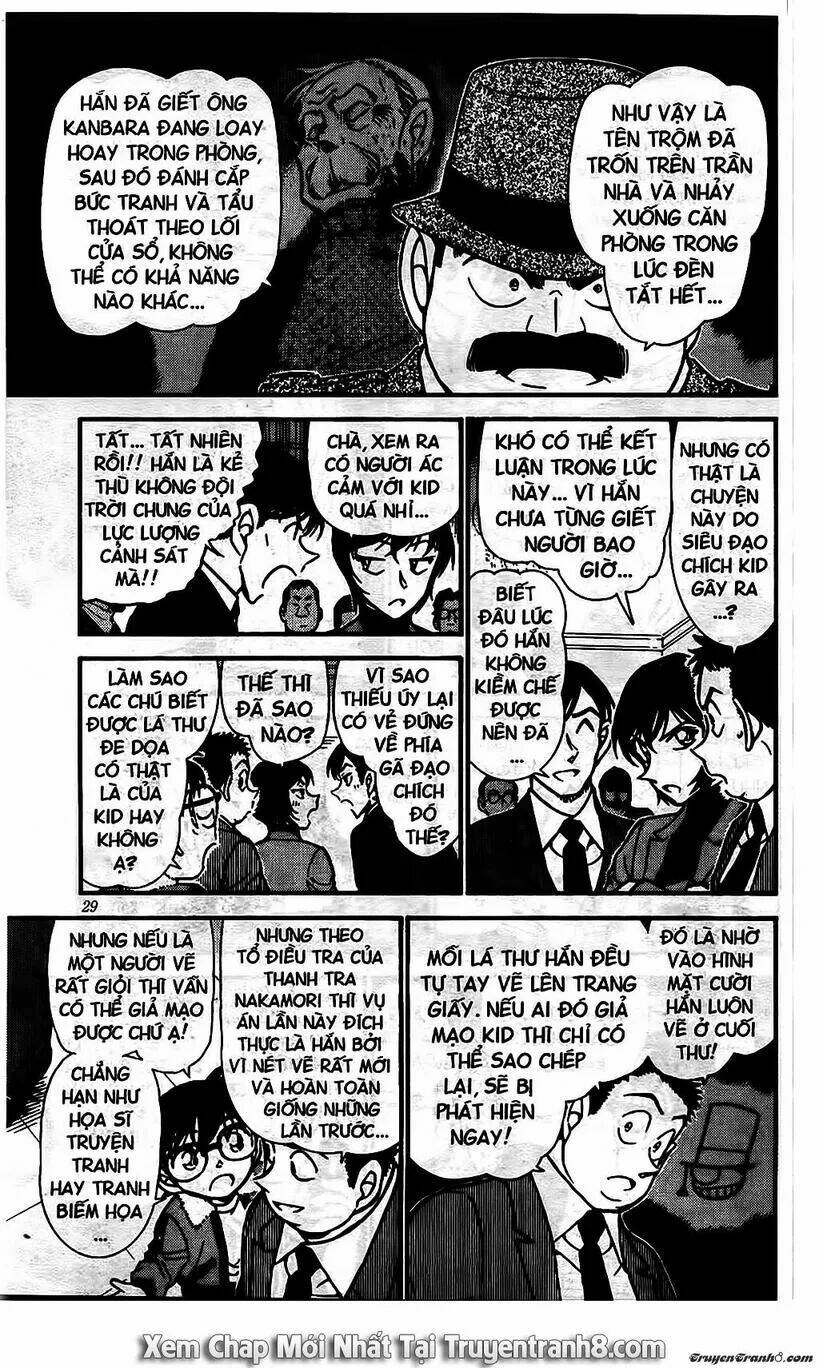 NHƯ VẬY LÀ
TÊN TRỘM ĐÃ
TRỐN TRÊN TRẦN
NHÀ VÀ NHẢY
XUỐNG CĂN
PHÒNG TRONG
LÚC ĐÈN
TẮT HẾT...
HẮN ĐÃ GIẾT ÔNG
KANBARA ĐANG LOAY
HOAY TRONG PHÒNG,
SAU ĐÓ ĐÁNH CẮP
BỨC TRANH VÀ TẨU
THOÁT THEO LỐI
CỬA SỔ, KHÔNG
THỂ CÓ KHẢ NĂNG
NÀO KHÁC...
NHƯNG CÓ
THẬT LÀ
CHUYỆN
NÀY DO
SIÊU ĐẠO
CHÍCH KID
GÂY RA
...?
KHÓ CÓ THỂ KẾT
LUẬN TRONG LÚC
NÀY... VÌ HẮN
CHƯA TỪNG GIẾT
NGƯỜI BAO
GIỜ...
BIẾT
ĐÂU LÚC
ĐÓ HẮN
KHÔNG
KIỀM CHẾ
ĐƯỢC
NÊN ĐÃ
...
CHÀ, XEM RA
CÓ NGƯỜI ÁC
CẢM VỚI KID
QUÁ NHỈ...
TẤT... TẤT NHIÊN
RỒI!! HẮN LÀ KẺ
THÙ KHÔNG ĐỘI
TRỜI CHUNG CỦA
LỰC LƯỢNG
CẢNH SÁT
MÀ!!
VÌ SAO
THIẾU ÚY LẠI
CÓ VẺ ĐỨNG
VỀ PHÍA
GÃ ĐẠO
CHÍCH
ĐÓ
THẾ?
THẾ THÌ
ĐÃ SAO
NÀO?
LÀM SAO
CÁC CHÚ BIẾT
ĐƯỢC LÁ THƯ
ĐE DỌA
CÓ THẬT
LÀ CỦA
KID HAY
KHÔNG
Ạ?
29
ĐÓ LÀ NHỜ
VÀO HÌNH
MẶT CƯỜI
HẮN LUÔN
VẼ Ở CUỐI
THƯ!
MỖI LÁ THƯ HẮN ĐỀU
TỰ TAY VẼ LÊN TRANG
GIẤY. NẾU AI ĐÓ GIẢ
MẠO KID THÌ CHỈ CÓ
THỂ SAO CHÉP
LẠI, SẼ BỊ
PHÁT HIỆN
NGAY!
NHƯNG THEO
TỔ ĐIỀU TRA CỦA
THANH TRA
NAKAMORI THÌ VỤ
ÁN LẦN NÀY ĐÍCH
THỰC LÀ HẮN BỞI
VÌ NÉT VẼ RẤT MỚI
VÀ HOÀN TOÀN
GIỐNG NHỮNG
LẦN TRƯỚC...
NHƯNG NẾU LÀ
MỘT NGƯỜI VẼ
RẤT GIỎI THÌ VẪN
CÓ THỂ GIẢ MẠO
ĐƯỢC CHỨ Ạ!
CHẲNG
HẠN NHƯ
HỌA SĨ
TRUYỆN
TRANH
HAY TRANH
BIẾM HỌA
...
Xem Chap Mới Nhất Tại Truyentranh8.com
TruyenTranh8.com